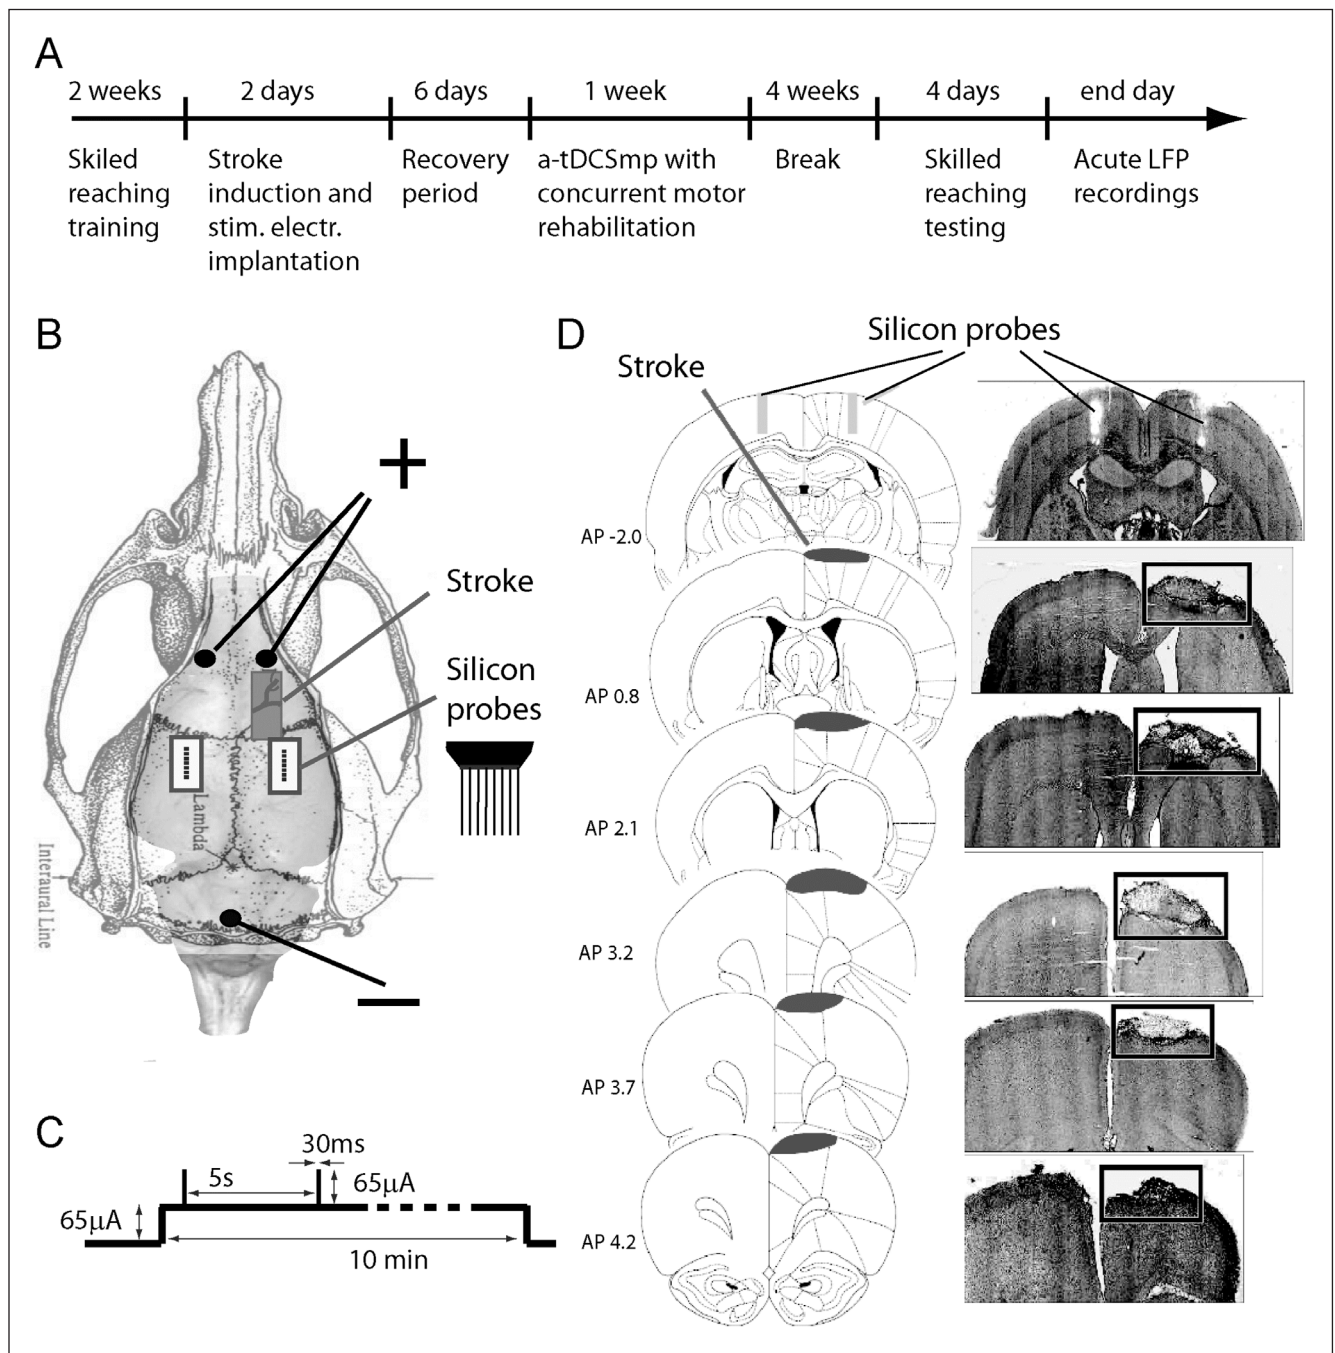 A
2 weeks
2 days
6 days
1 week
4 weeks
4 days
end day
Skiled
reaching
training
Stroke
induction and
stim. electr.
implantation
Recovery
period
a-tDCSmp with
concurrent motor
rehabilitation
Break
Skilled
reaching
testing
Acute LFP
recordings
B
+
Stroke
Silicon
probes
Lambda
Interaural Line
—
C
30ms
5s
65µA
65µA
10 min
D
Silicon probes
Stroke
AP -2.0
AP 0.8
AP 2.1
AP 3.2
AP 3.7
AP 4.2